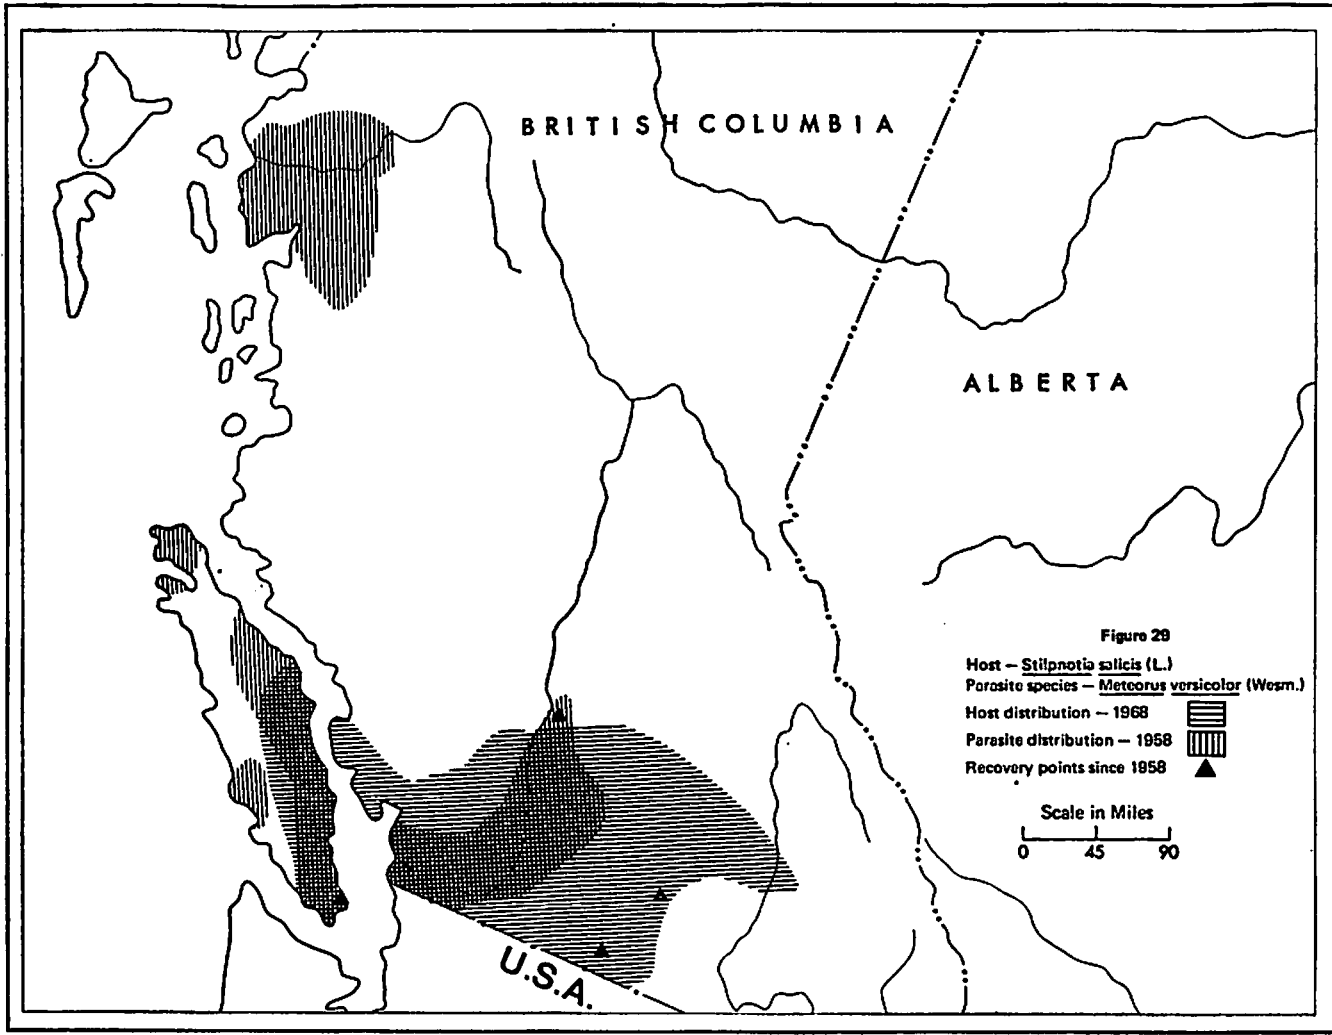 BRITISH COLUMBIA
ALBERTA
Figure 29
Host – Stilpnotia salicis (L.)
Parasite species – Meteorus versicolor (Wesm.)
Host distribution – 1968
Parasite distribution – 1958
Recovery points since 1958
Scale in Miles
0 45 90
U.S.A.